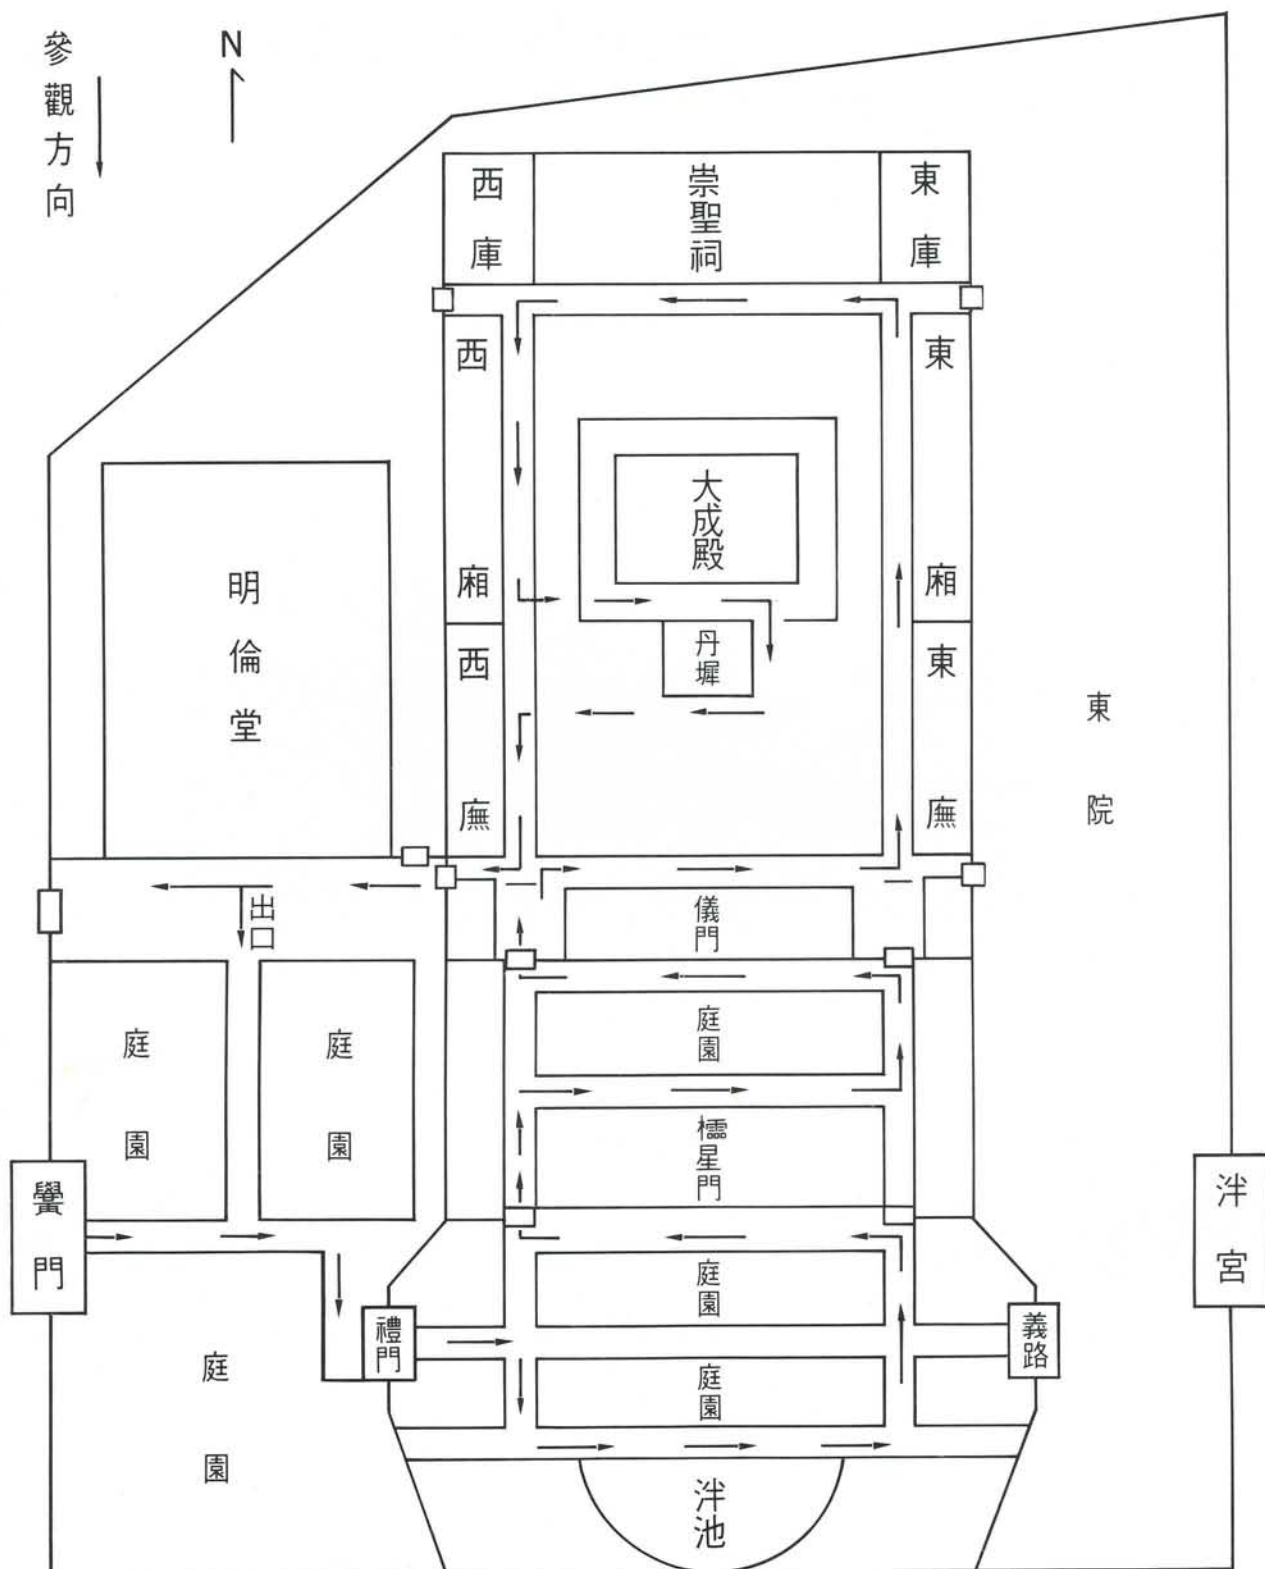 參觀方向
N
西庫
崇聖祠
東庫
西廂
東廂
大成殿
丹墀
明倫堂
西廡
東廡
東院
出口
儀門
庭園
庭園
庭園
櫺星門
黌門
泮宮
庭園
禮門
義路
庭園
庭園
泮池